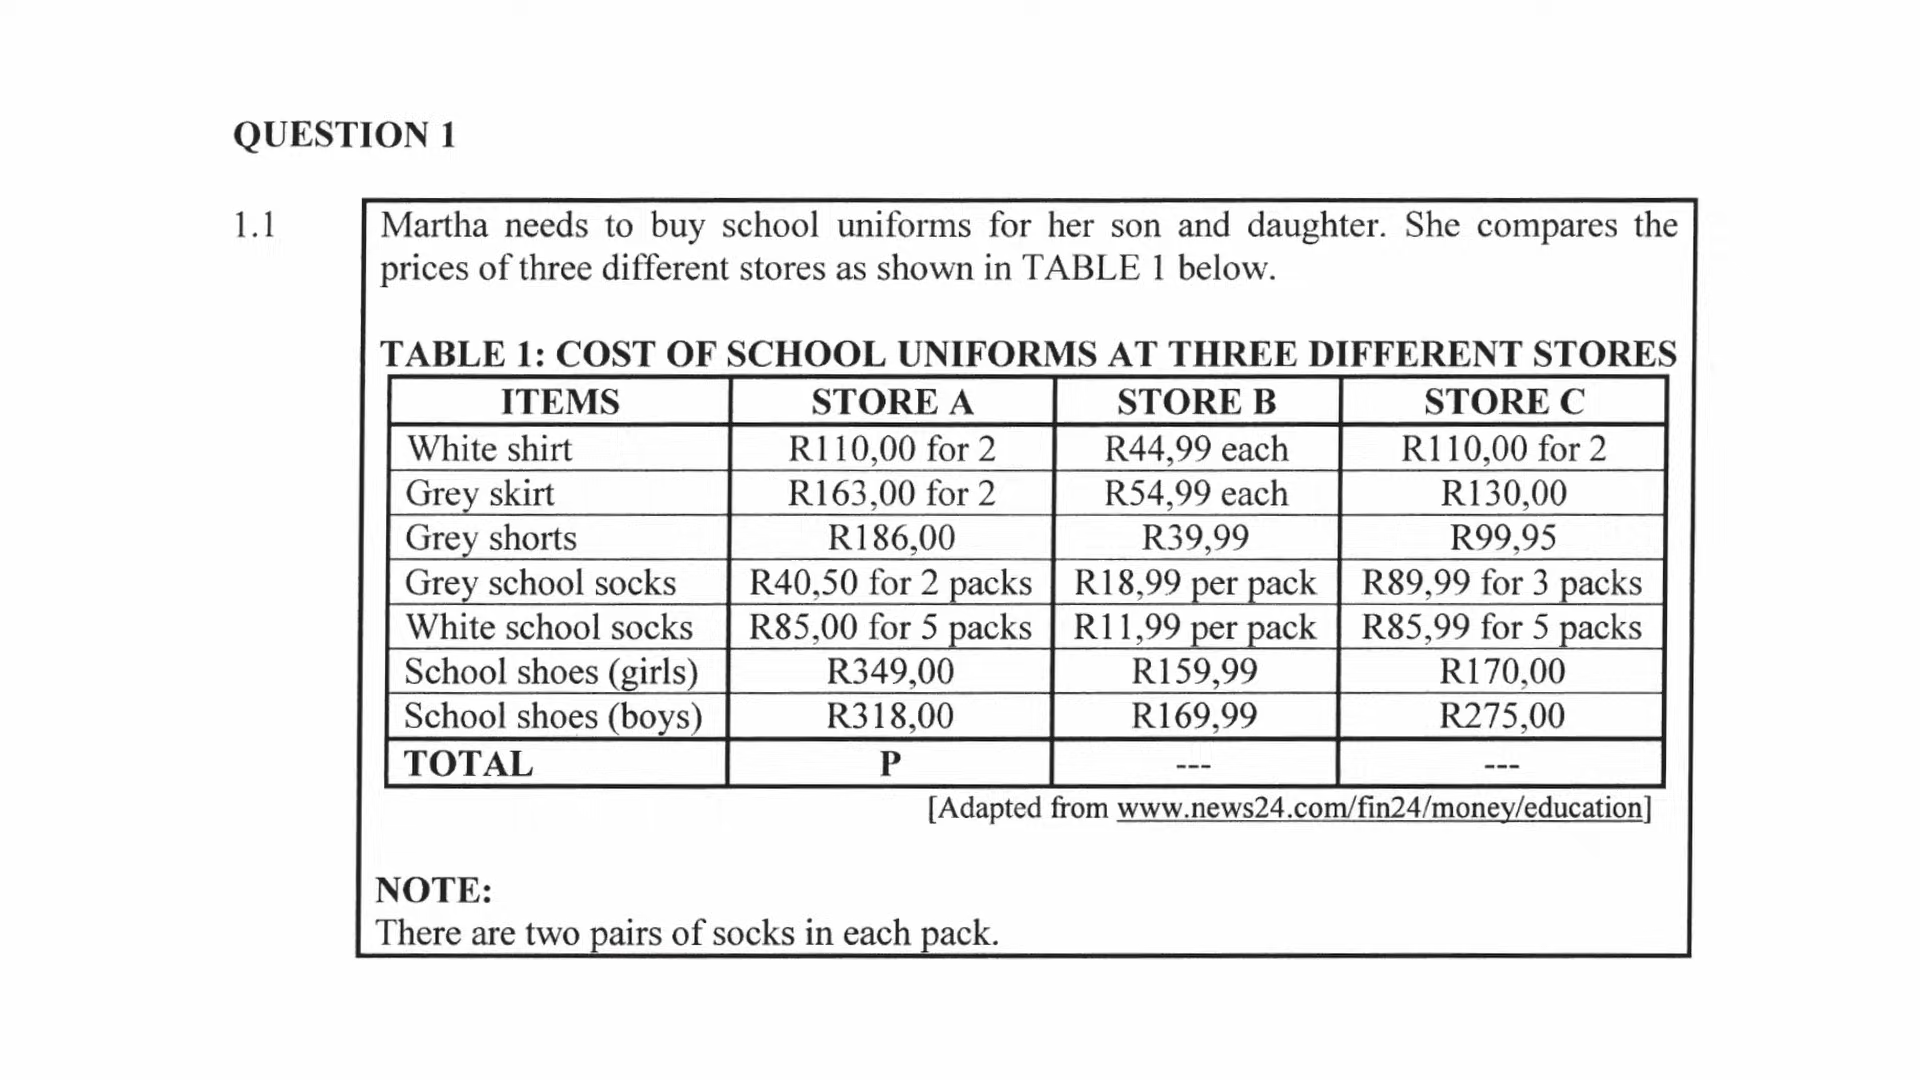 QUESTION 1
1.1 Martha needs to buy school uniforms for her son and daughter. She compares the
prices of three different stores as shown in TABLE 1 below.
TABLE 1: COST OF SCHOOL UNIFORMS AT THREE DIFFERENT STORES
ITEMS STORE A STORE B STORE C
White shirt R110,00 for 2 R44,99 each R110,00 for 2
Grey skirt R163,00 for 2 R54,99 each R130,00
Grey shorts R186,00 R39,99 R99,95
Grey school socks R40,50 for 2 packs R18,99 per pack R89,99 for 3 packs
White school socks R85,00 for 5 packs R11,99 per pack R85,99 for 5 packs
School shoes (girls) R349,00 R159,99 R170,00
School shoes (boys) R318,00 R169,99 R275,00
TOTAL P --- ---
[Adapted from www.news24.com/fin24/money/education]
NOTE:
There are two pairs of socks in each pack.